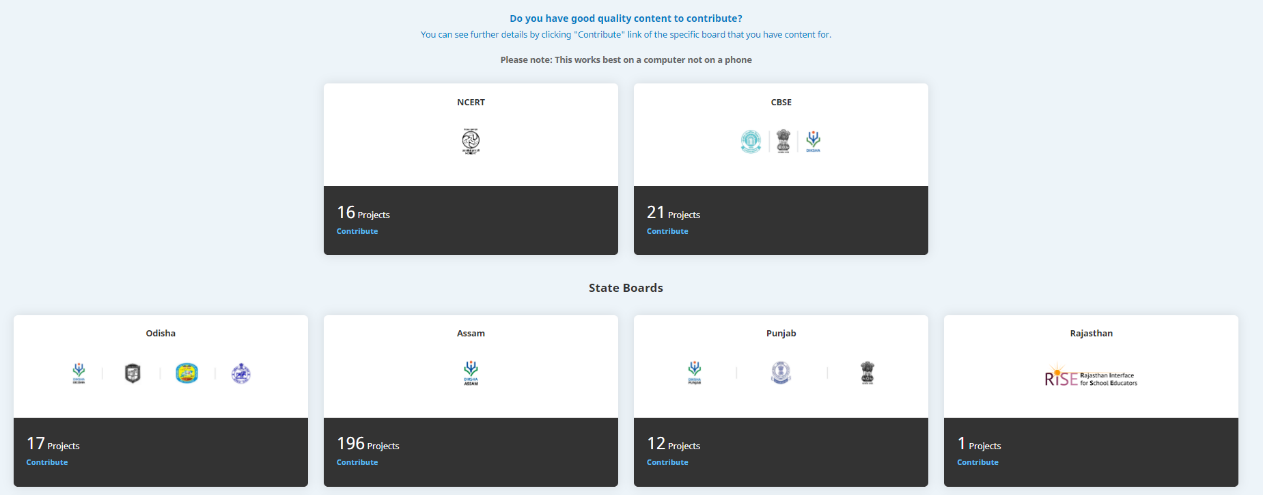 Do you have good quality content to contribute?
You can see further details by clicking "Contribute" link of the specific board that you have content for.
Please note: This works best on a computer not on a phone
NCERT
CBSE
16 Projects
Contribute
21 Projects
Contribute
State Boards
Odisha
Assam
Punjab
Rajasthan
DIKSHA
ASSAM
RiSE Rajasthan Interface
for School Educators
17 Projects
Contribute
196 Projects
Contribute
12 Projects
Contribute
1 Projects
Contribute